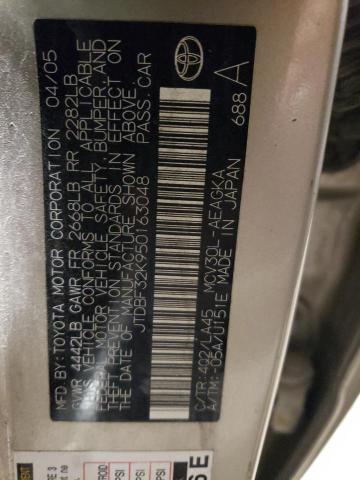 MFD.BY:TOYOTA MOTOR CORPORATION 04/05
GVWR 4442LB GAWR FR 2668LB RR 2282LB
THIS VEHICLE CONFORMS TO ALL APPLICABLE
FEDERAL MOTOR VEHICLE SAFETY, BUMPER, AND
THEFT PREVENTION STANDARDS IN EFFECT ON
THE DATE OF MANUFACTURE SHOWN ABOVE.
JTDBF32K950163048 PASS.CAR
C/TR:4Q2/LA45 MCV30L-AEAGKA
A/TM:-05A/U151E MADE IN JAPAN
688 A
TOYOTA